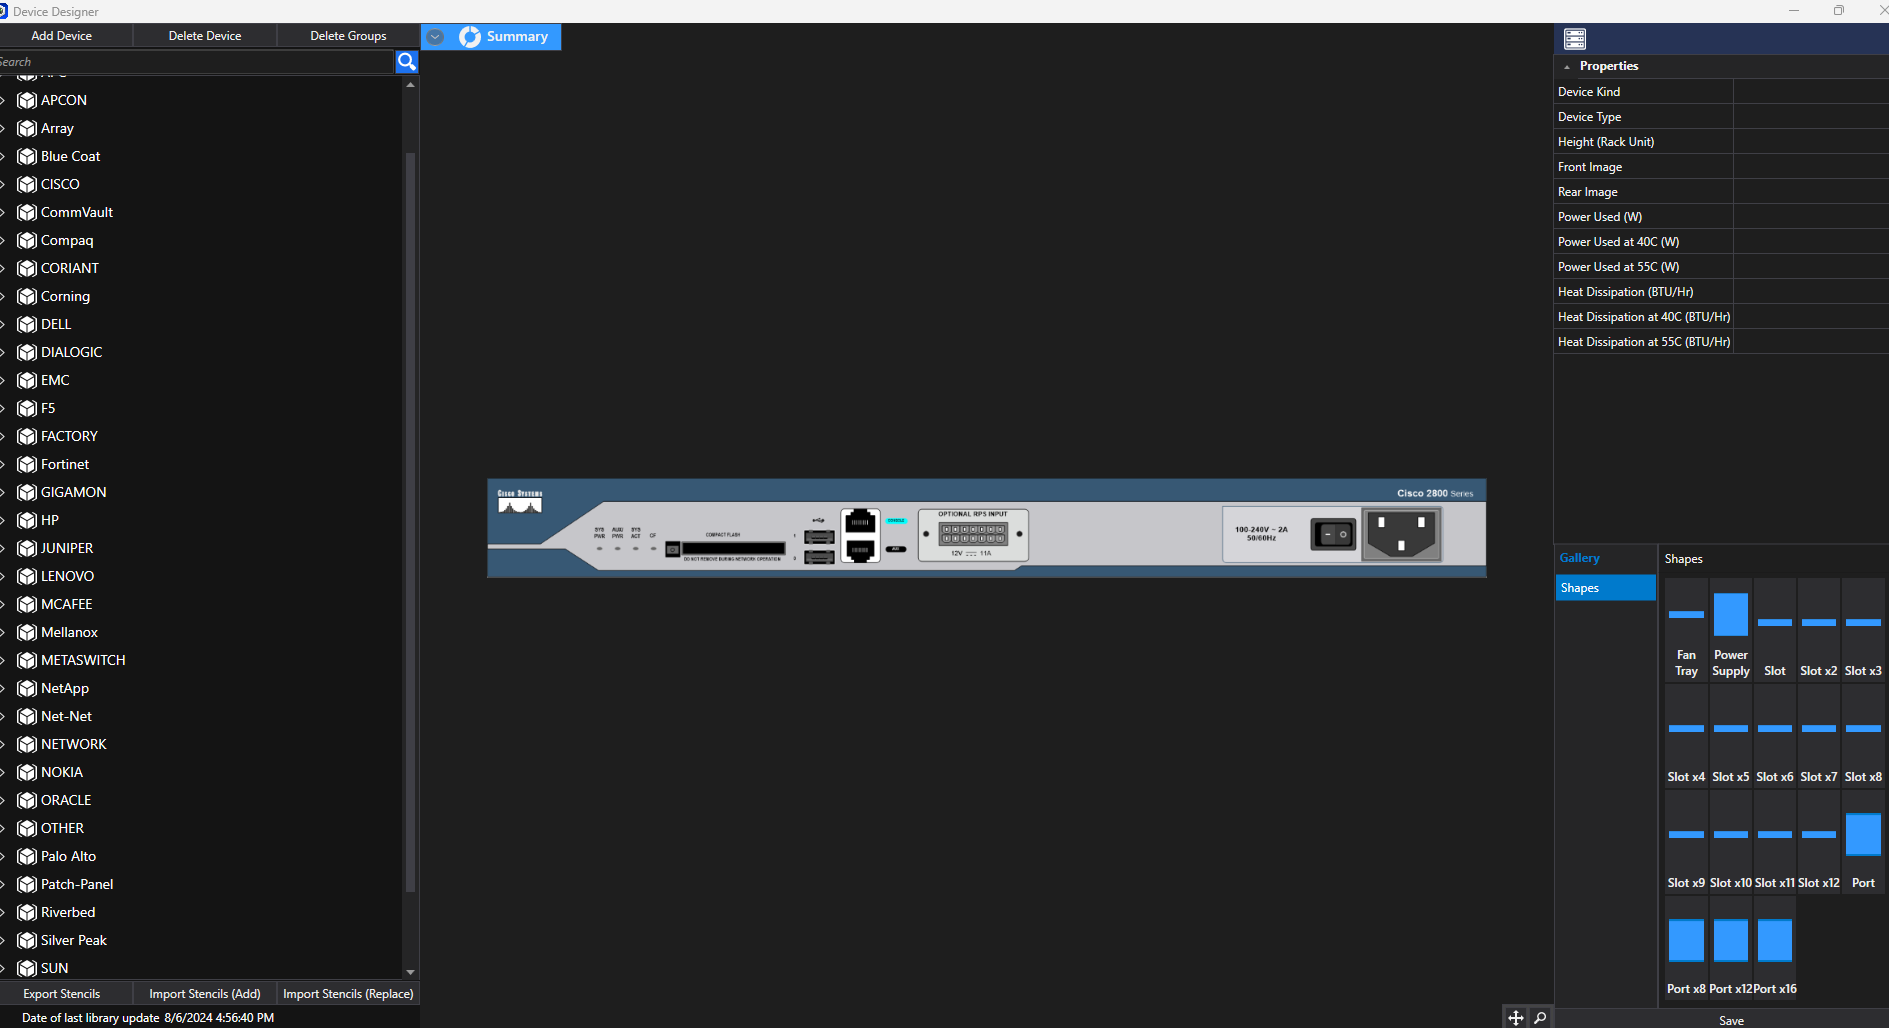 Device Designer
Add Device
Delete Device
Delete Groups
Search
APC
APCON
Array
Blue Coat
CISCO
CommVault
Compaq
CORIANT
Corning
DELL
DIALOGIC
EMC
F5
FACTORY
Fortinet
GIGAMON
HP
JUNIPER
LENOVO
MCAFEE
Mellanox
METASWITCH
NetApp
Net-Net
NETWORK
NOKIA
ORACLE
OTHER
Palo Alto
Patch-Panel
Riverbed
Silver Peak
SUN
Export Stencils
Import Stencils (Add)
Import Stencils (Replace)
Date of last library update 8/6/2024 4:56:40 PM
Summary
CISCO SYSTEMS
Cisco 2800 Series
SYS PWR
AUX/ PWR
SYS ACT
CF
COMPACT FLASH
DO NOT REMOVE DURING NETWORK OPERATION
1
0
CONSOLE
AUX
OPTIONAL RPS INPUT
12V 11A
100-240V ~ 2A
50/60Hz
Properties
Device Kind
Device Type
Height (Rack Unit)
Front Image
Rear Image
Power Used (W)
Power Used at 40C (W)
Power Used at 55C (W)
Heat Dissipation (BTU/Hr)
Heat Dissipation at 40C (BTU/Hr)
Heat Dissipation at 55C (BTU/Hr)
Gallery
Shapes
Shapes
Fan Tray
Power Supply
Slot
Slot x2
Slot x3
Slot x4
Slot x5
Slot x6
Slot x7
Slot x8
Slot x9
Slot x10
Slot x11
Slot x12
Port
Port x8
Port x12
Port x16
Save